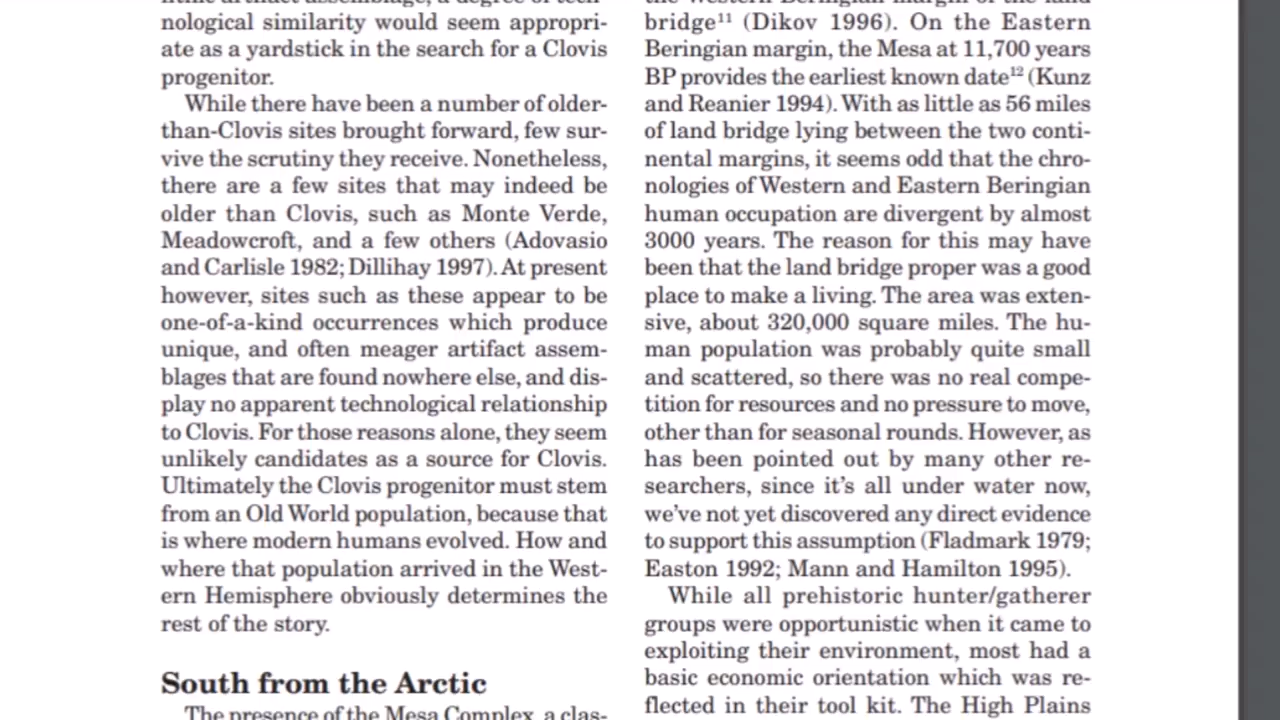 nological similarity would seem appropri-
ate as a yardstick in the search for a Clovis
progenitor.
While there have been a number of older-
than-Clovis sites brought forward, few sur-
vive the scrutiny they receive. Nonetheless,
there are a few sites that may indeed be
older than Clovis, such as Monte Verde,
Meadowcroft, and a few others (Adovasio
and Carlisle 1982; Dillihay 1997). At present
however, sites such as these appear to be
one-of-a-kind occurrences which produce
unique, and often meager artifact assem-
blages that are found nowhere else, and dis-
play no apparent technological relationship
to Clovis. For those reasons alone, they seem
unlikely candidates as a source for Clovis.
Ultimately the Clovis progenitor must stem
from an Old World population, because that
is where modern humans evolved. How and
where that population arrived in the West-
ern Hemisphere obviously determines the
rest of the story.
South from the Arctic
The presence of the Mesa Complex, a clas-
bridge¹¹ (Dikov 1996). On the Eastern
Beringian margin, the Mesa at 11,700 years
BP provides the earliest known date¹² (Kunz
and Reanier 1994). With as little as 56 miles
of land bridge lying between the two conti-
nental margins, it seems odd that the chro-
nologies of Western and Eastern Beringian
human occupation are divergent by almost
3000 years. The reason for this may have
been that the land bridge proper was a good
place to make a living. The area was exten-
sive, about 320,000 square miles. The hu-
man population was probably quite small
and scattered, so there was no real compe-
tition for resources and no pressure to move,
other than for seasonal rounds. However, as
has been pointed out by many other re-
searchers, since it's all under water now,
we've not yet discovered any direct evidence
to support this assumption (Fladmark 1979;
Easton 1992; Mann and Hamilton 1995).
While all prehistoric hunter/gatherer
groups were opportunistic when it came to
exploiting their environment, most had a
basic economic orientation which was re-
flected in their tool kit. The High Plains